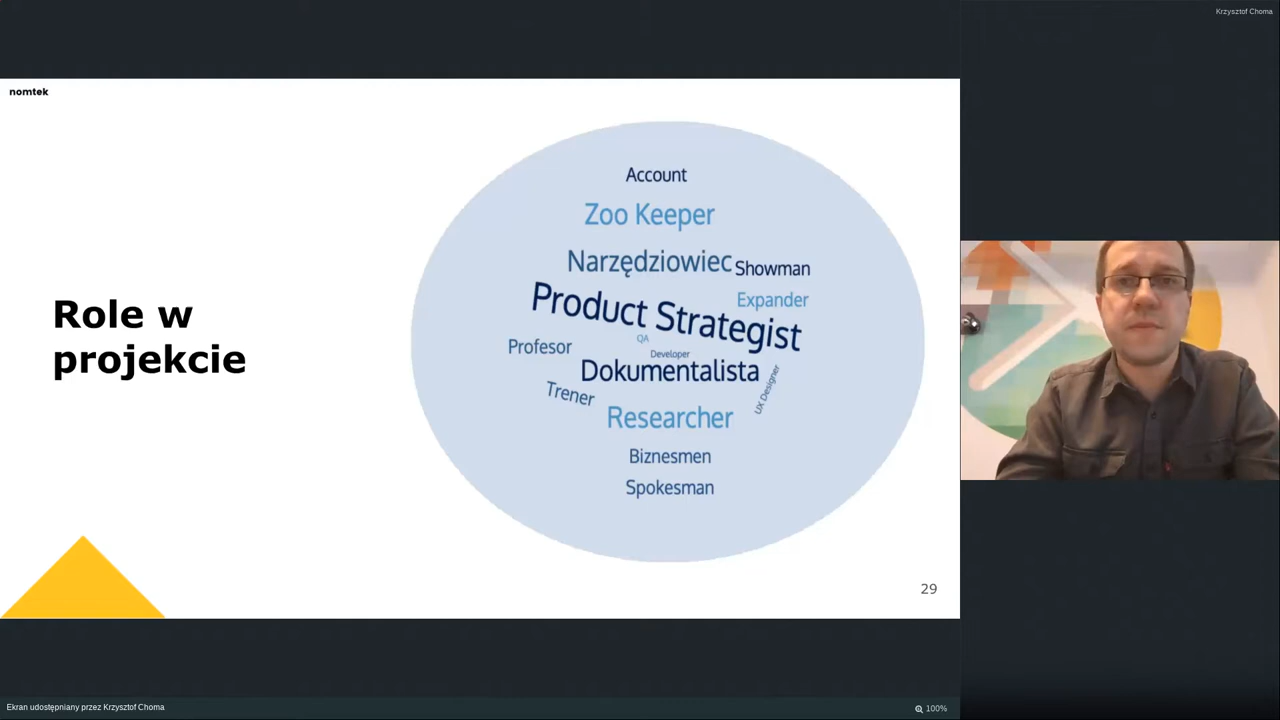 Krzysztof Choma
nomtek
Role w
projekcie
Account
Zoo Keeper
Narzędziowiec
Showman
Product Strategist
Expander
QA
Profesor
Developer
Dokumentalista
Trener
UX Designer
Researcher
Biznesmen
Spokesman
29
Ekran udostępniany przez Krzysztof Choma
100%